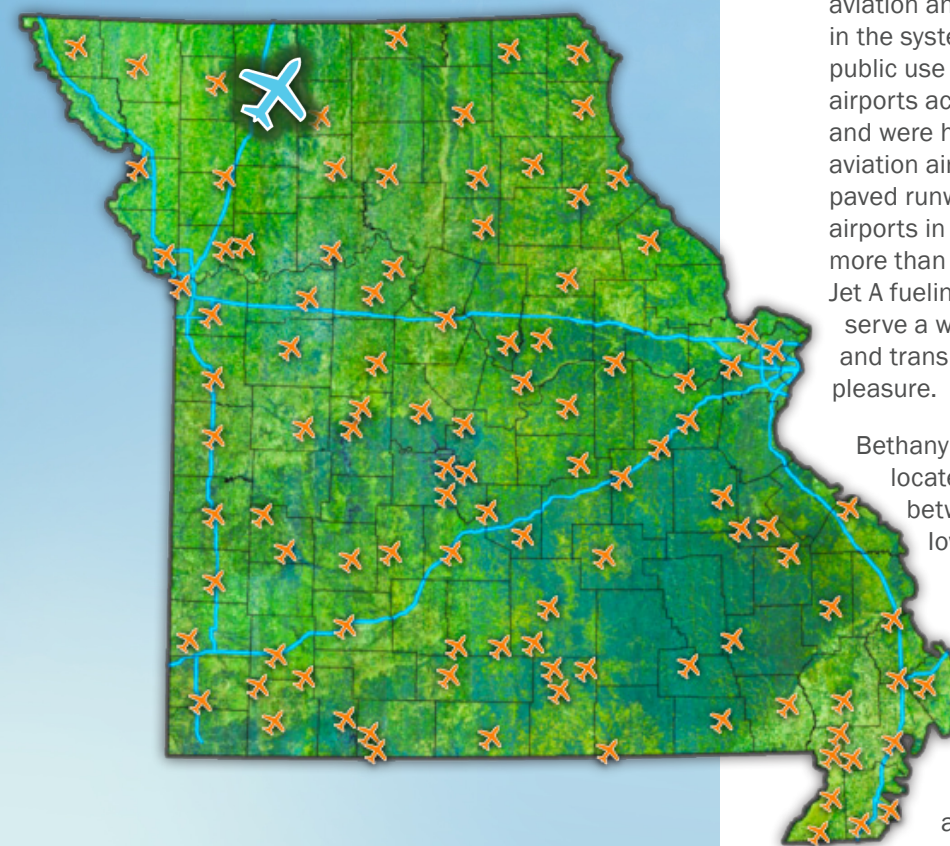 aviation an
in the syste
public use
airports ac
and were h
aviation air
paved runw
airports in
more than
Jet A fuelin
serve a w
and trans
pleasure.
Bethany
locate
betw
Iow
a